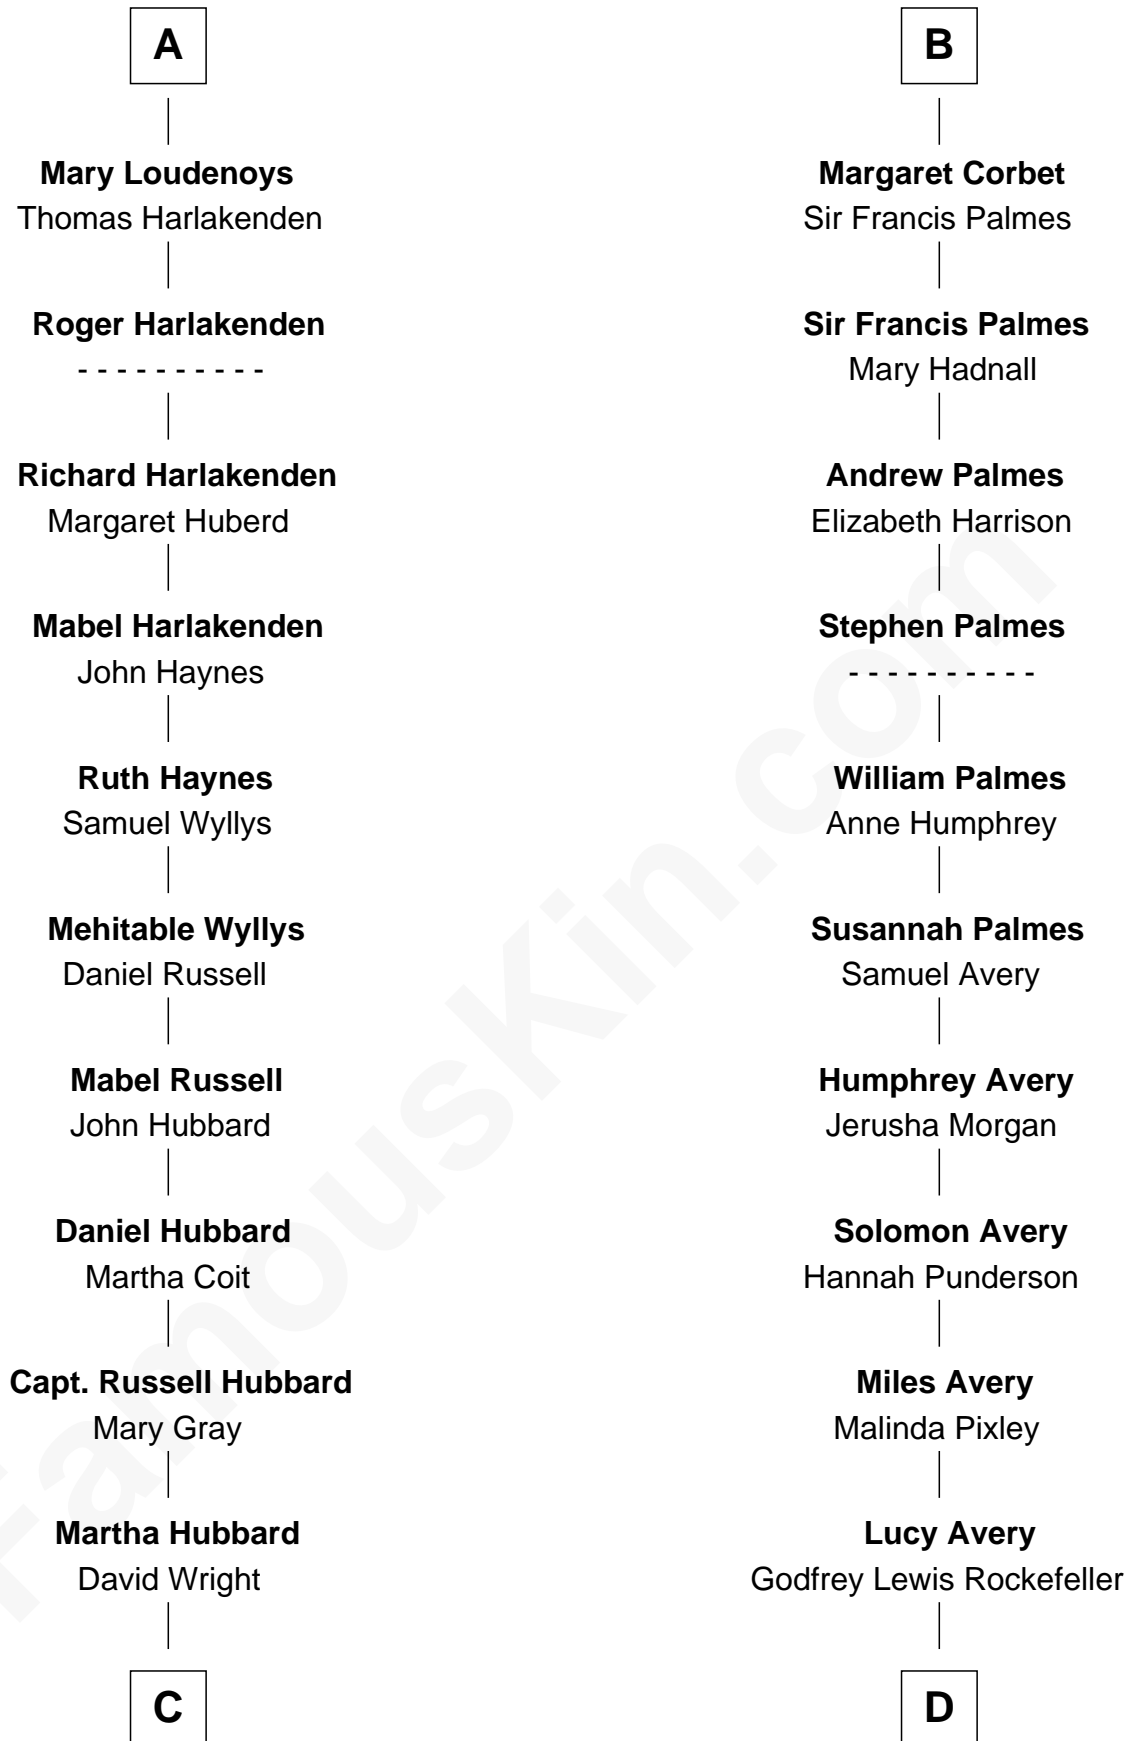 A
Mary Loudenoys
Thomas Harlakenden
Roger Harlakenden
- - - - - - - - - -
Richard Harlakenden
Margaret Huberd
Mabel Harlakenden
John Haynes
Ruth Haynes
Samuel Wyllys
Mehitable Wyllys
Daniel Russell
Mabel Russell
John Hubbard
Daniel Hubbard
Martha Coit
Capt. Russell Hubbard
Mary Gray
Martha Hubbard
David Wright
C
B
Margaret Corbet
Sir Francis Palmes
Sir Francis Palmes
Mary Hadnall
Andrew Palmes
Elizabeth Harrison
Stephen Palmes
- - - - - - - - - -
William Palmes
Anne Humphrey
Susannah Palmes
Samuel Avery
Humphrey Avery
Jerusha Morgan
Solomon Avery
Hannah Punderson
Miles Avery
Malinda Pixley
Lucy Avery
Godfrey Lewis Rockefeller
D
FamousKin.com